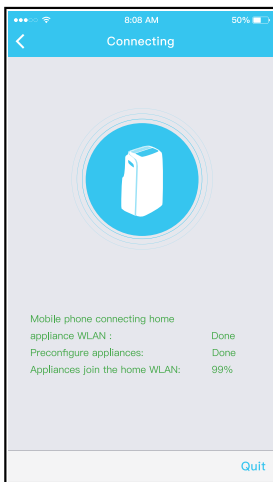 8:08 AM
50%
Connecting
Mobile phone connecting home
appliance WLAN : Done
Preconfigure appliances: Done
Appliances join the home WLAN: 99%
Quit